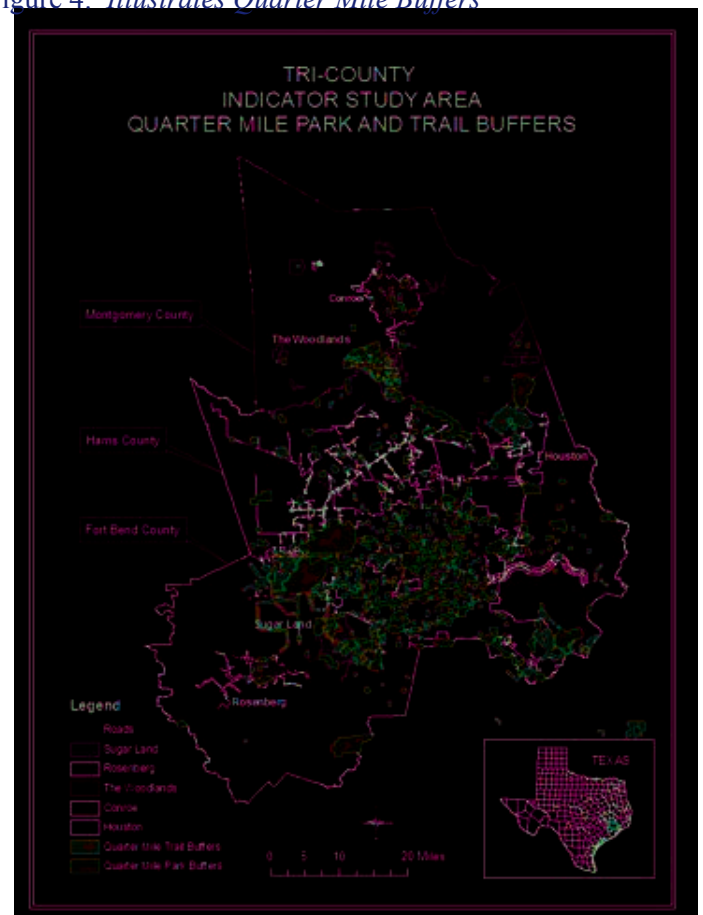 igure 4. Illustrates Quarter Mile Buffers
TRI-COUNTY
INDICATOR STUDY AREA
QUARTER MILE PARK AND TRAIL BUFFERS
Conroe
Montgomery County
The Woodlands
Harris County
Houston
Fort Bend County
Sugar Land
Rosenberg
Legend
Roads
Sugar Land
Rosenberg
The Woodlands
Conroe
Houston
Quarter Mile Trail Buffers
Quarter Mile Park Buffers
0 5 10 20 Miles
TEXAS